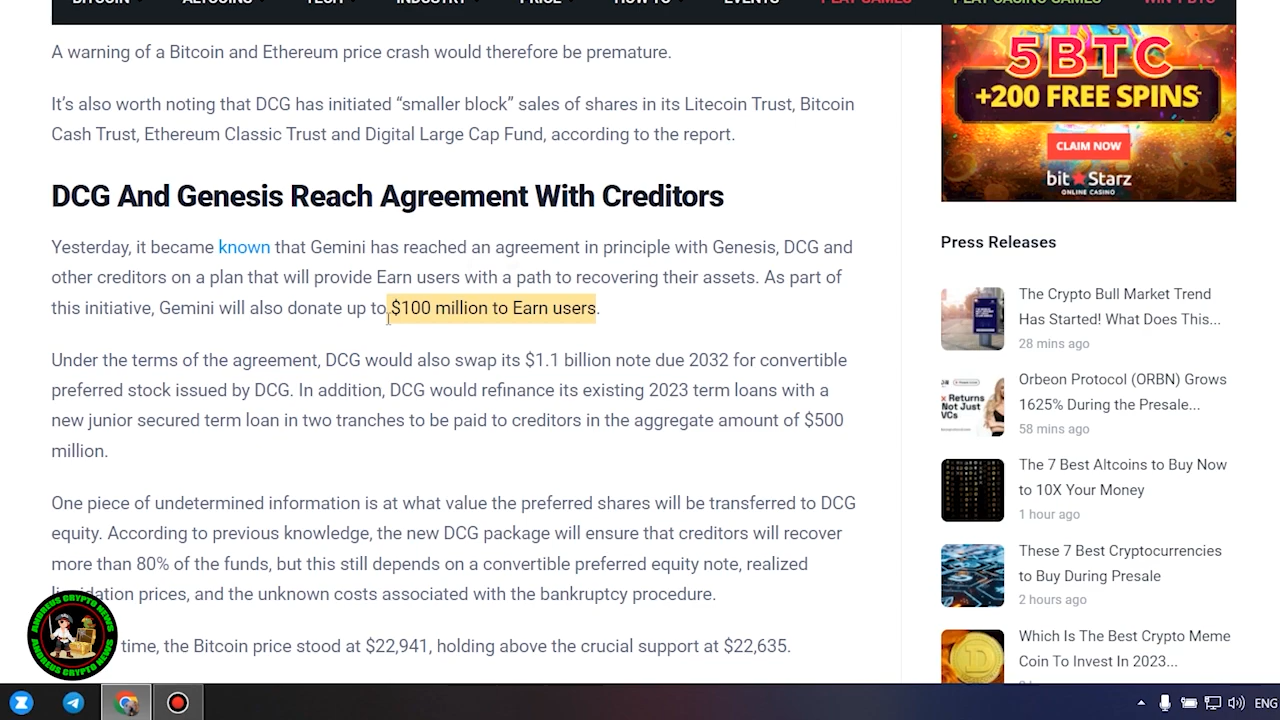 BITCOIN ALTCOINS TECH INDUSTRY PRICE HOW TO EVENTS PLAY GAMES PLAY CASINO GAMES WIN 1 BTC
A warning of a Bitcoin and Ethereum price cash would therefore be premature.
It's also worth noting that DCG has initiated “smaller block” sales of shares in its Litecoin Trust, Bitcoin
Cash Trust, Ethereum Classic Trust and Digital Large Cap Fund, according to the report.
DCG And Genesis Reach Agreement With Creditors
Yesterday, it became known that Gemini has reached an agreement in principle with Genesis, DCG and
other creditors on a plan that will provide Earn users with a path to recovering their assets. As part of
this initiative, Gemini will also donate up to $100 million to Earn users.
Under the terms of the agreement, DCG would also swap its $1.1 billion note due 2032 for convertible
preferred stock issued by DCG. In addition, DCG would refinance its existing 2023 term loans with a
new junior secured term loan in two tranches to be paid to creditors in the aggregate amount of $500
million.
One piece of undetermined information is at what value the preferred shares will be transferred to DCG
equity. According to previous knowledge, the new DCG package will ensure that creditors will recover
more than 80% of the funds, but this still depends on a convertible preferred equity note, realized
liquidation prices, and the unknown costs associated with the bankruptcy procedure.
time, the Bitcoin price stood at $22,941, holding above the crucial support at $22,635.
ANDREUS CRYPTO NEWS
ANDREUS CRYPTO NEWS
5 BTC
+200 FREE SPINS
CLAIM NOW
bit Starz
ONLINE CASINO
Press Releases
The Crypto Bull Market Trend
Has Started! What Does This...
28 mins ago
x Returns
Not Just
VCs
Orbeon Protocol (ORBN) Grows
1625% During the Presale...
58 mins ago
The 7 Best Altcoins to Buy Now
to 10X Your Money
1 hour ago
These 7 Best Cryptocurrencies
to Buy During Presale
2 hours ago
Which Is The Best Crypto Meme
Coin To Invest In 2023...
ENG